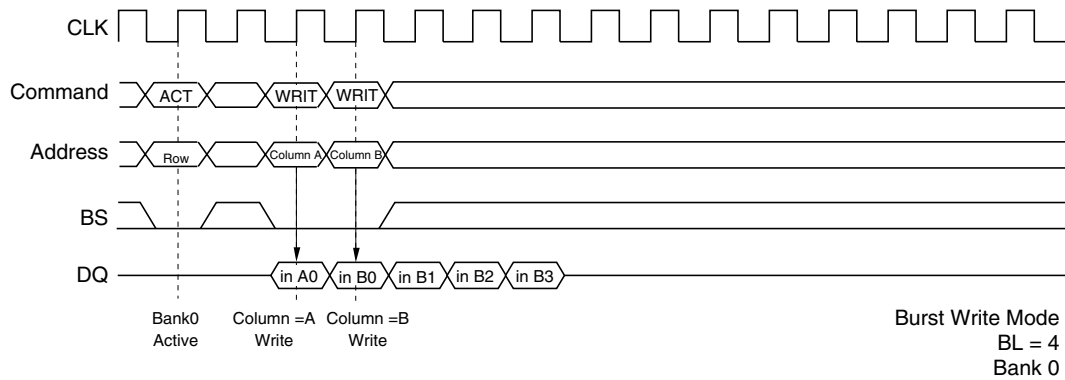 CLK
Command ACT WRIT WRIT
Address Row Column A Column B
BS
DQ in A0 in B0 in B1 in B2 in B3
Bank0 Column =A Column =B
Active Write Write
Burst Write Mode
BL = 4
Bank 0